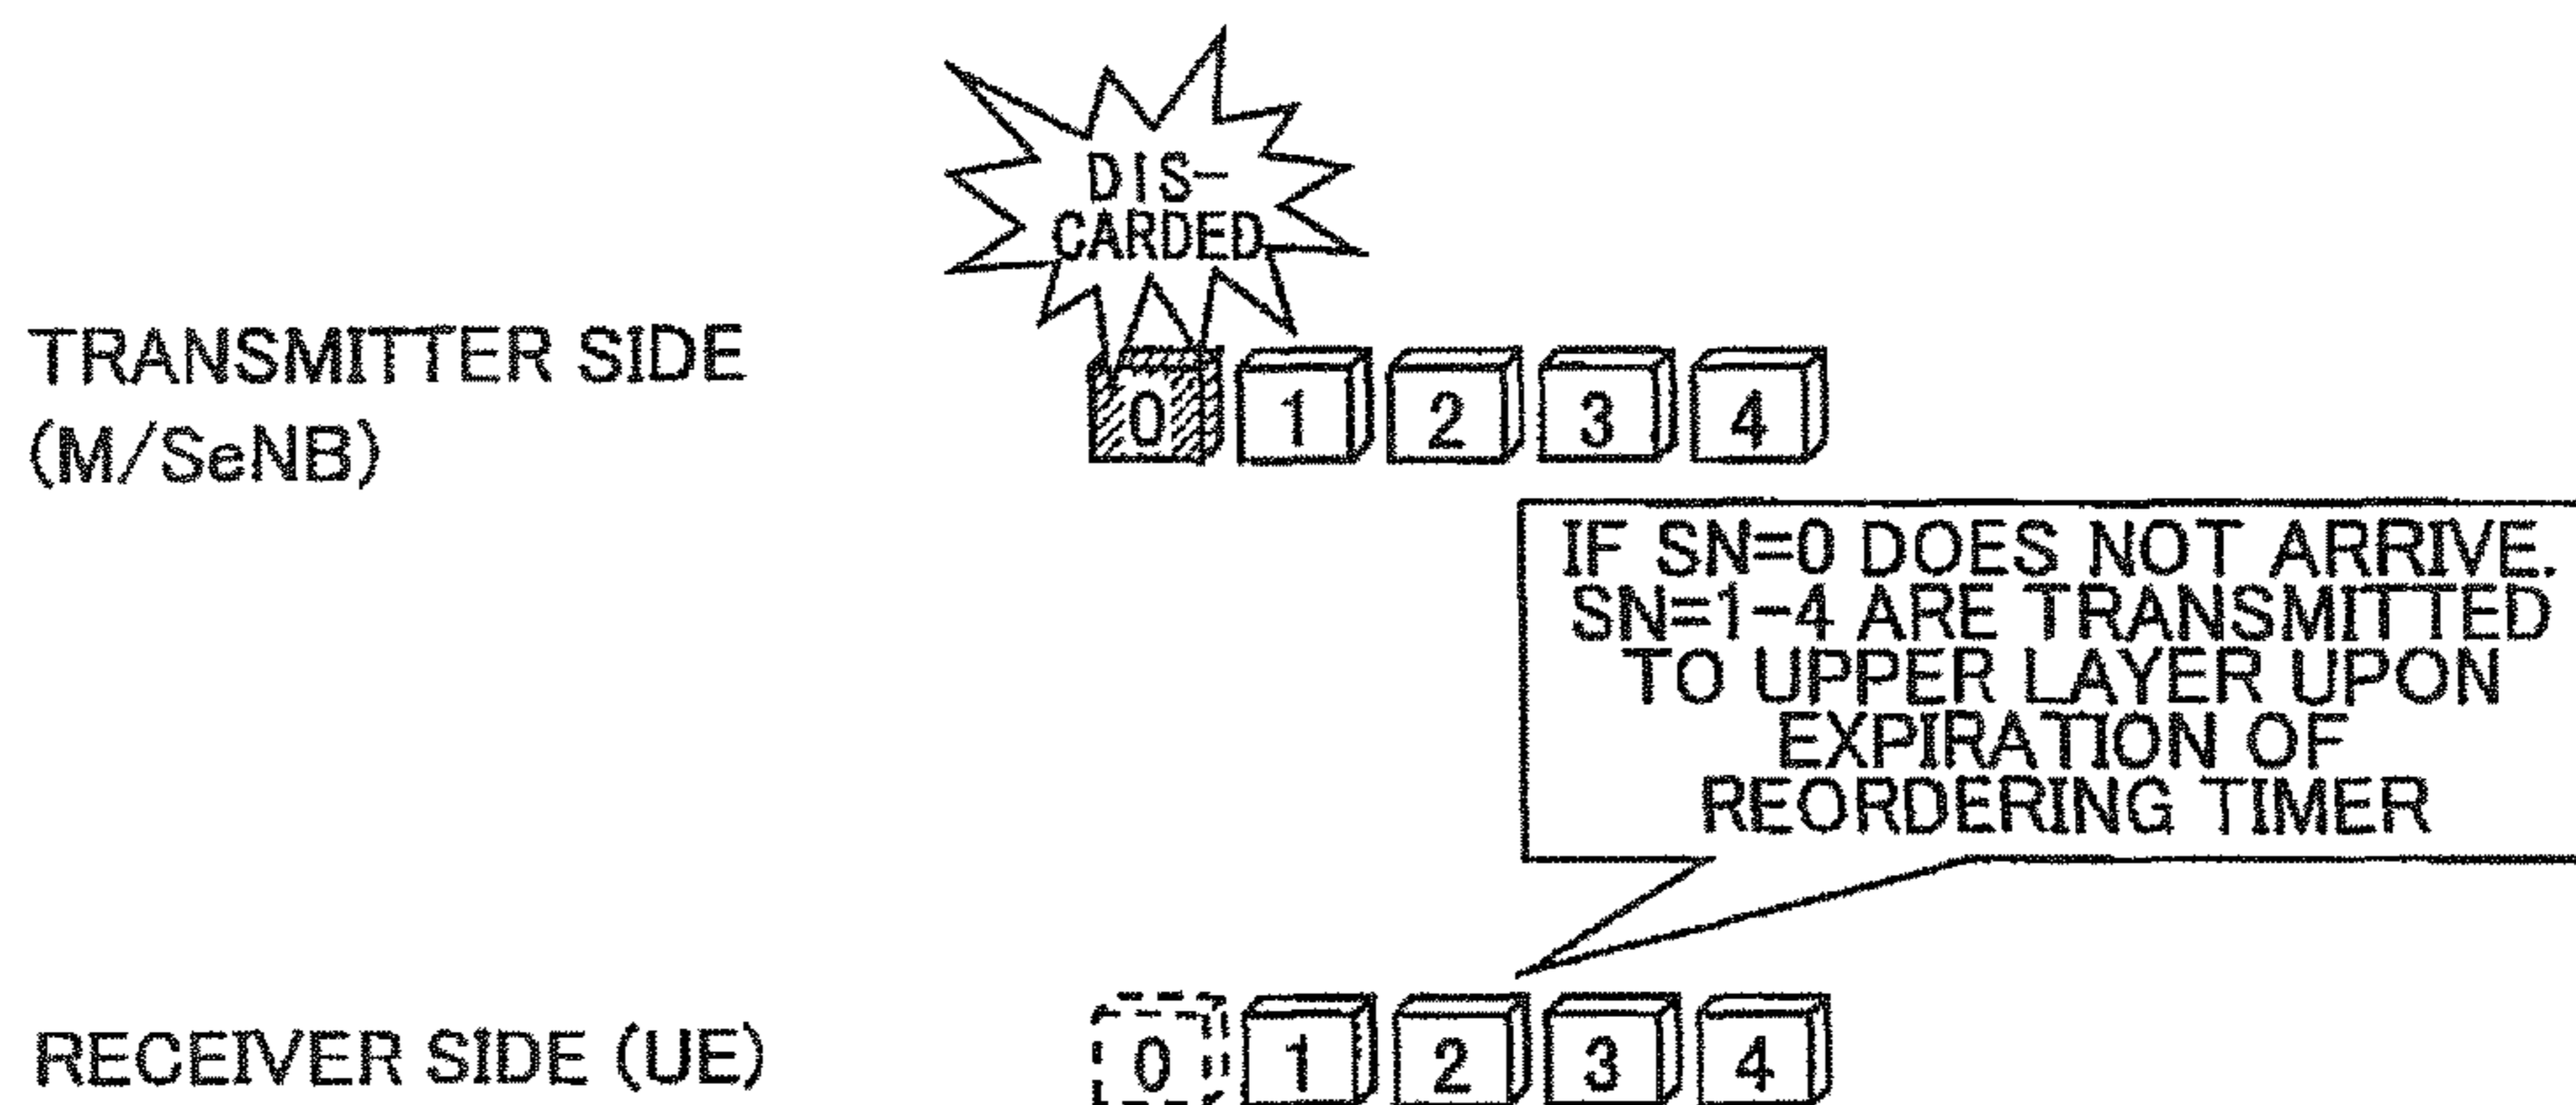 DIS-
CARDED
TRANSMITTER SIDE
(M/SeNB)
0 1 2 3 4
IF SN=0 DOES NOT ARRIVE,
SN=1-4 ARE TRANSMITTED
TO UPPER LAYER UPON
EXPIRATION OF
REORDERING TIMER
RECEIVER SIDE (UE)
0 1 2 3 4